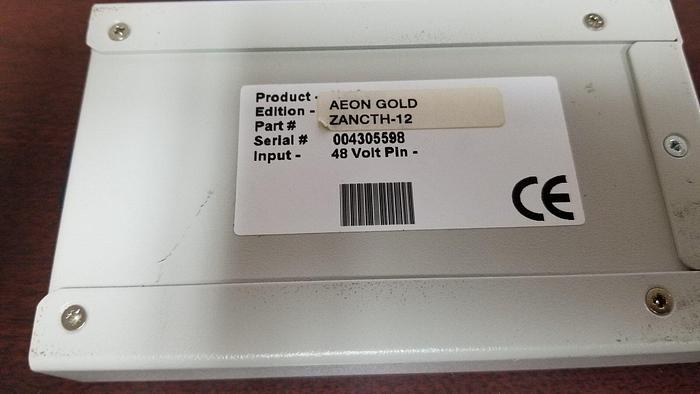 Product -
Edition - AEON GOLD
Part # ZANCTH-12
Serial # 004305598
Input - 48 Volt Pin -
CE